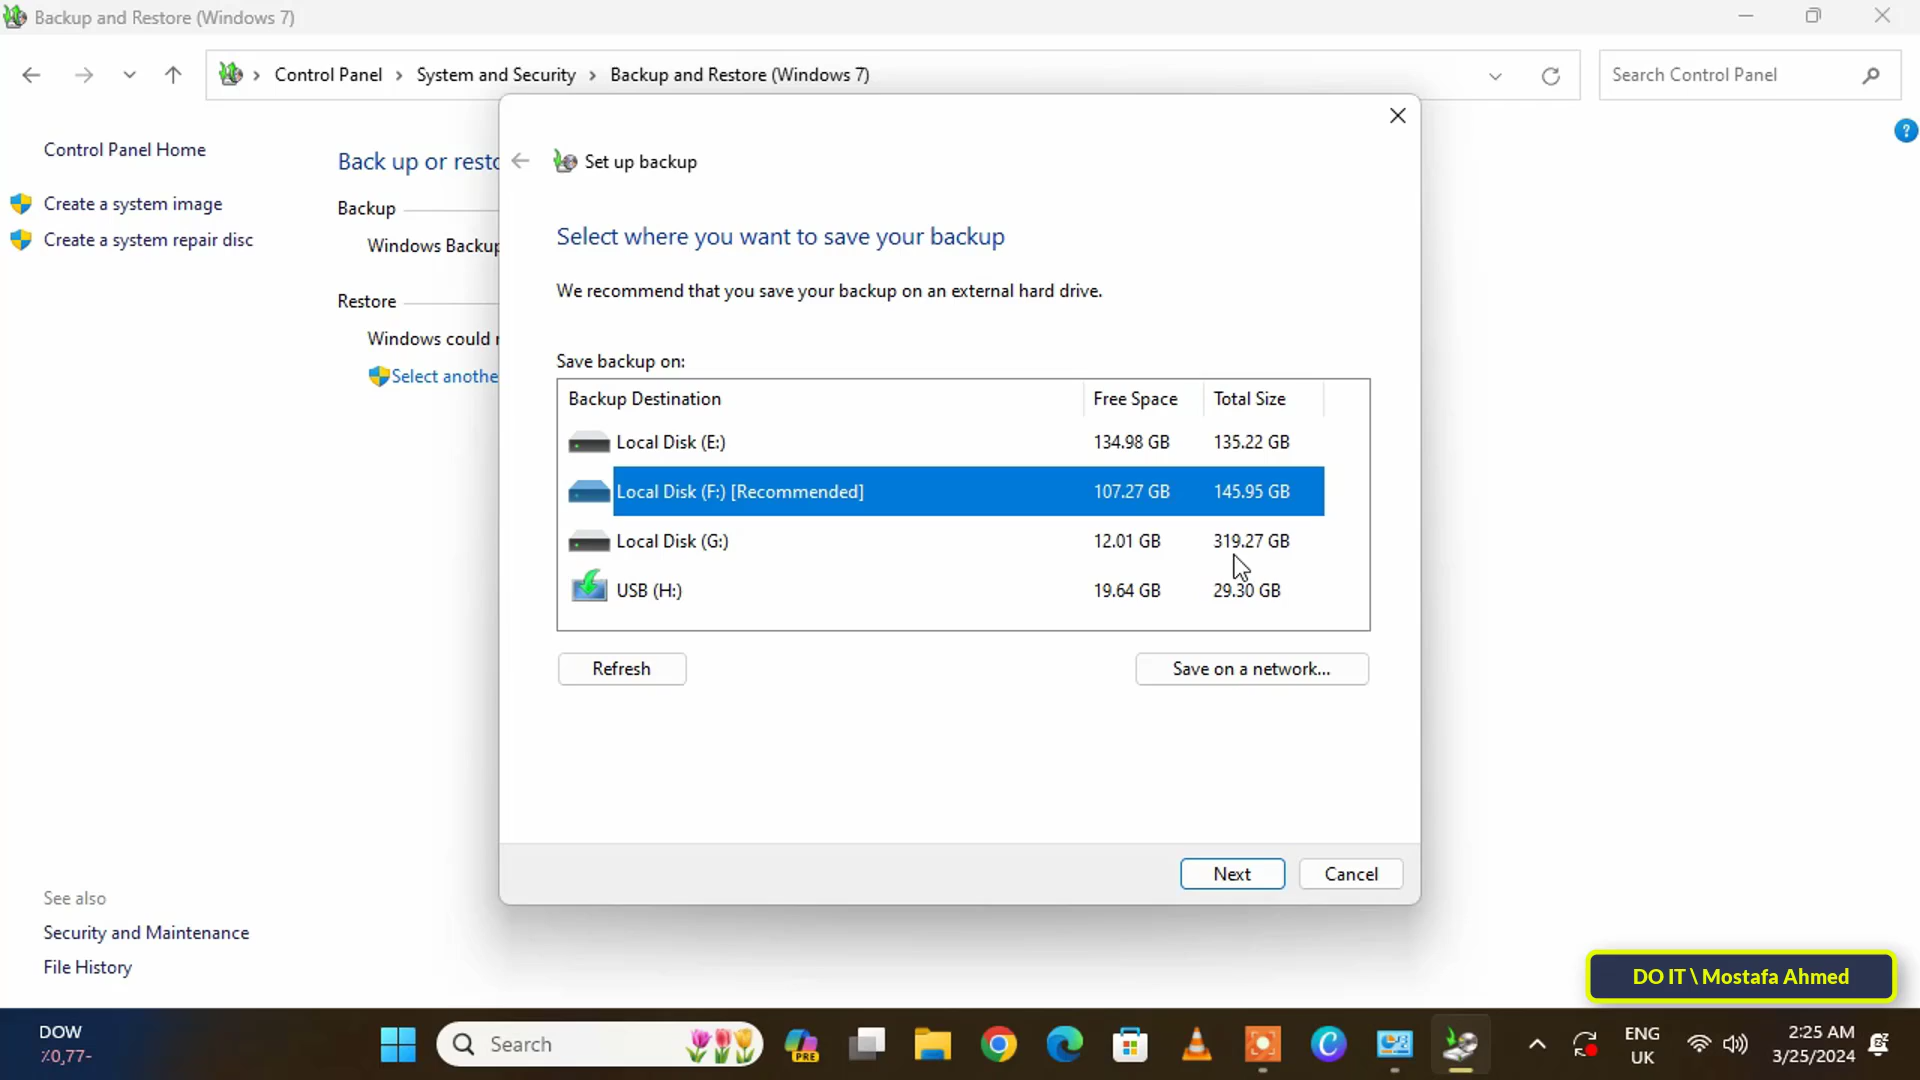 Backup and Restore (Windows 7)
Control Panel > System and Security > Backup and Restore (Windows 7)
Search Control Panel
Control Panel Home
Create a system image
Create a system repair disc
Back up or resto
Backup
Windows Backup
Restore
Windows could r
Select anothe
Set up backup
Select where you want to save your backup
We recommend that you save your backup on an external hard drive.
Save backup on:
Backup Destination Free Space Total Size
Local Disk (E:) 134.98 GB 135.22 GB
Local Disk (F:) [Recommended] 107.27 GB 145.95 GB
Local Disk (G:) 12.01 GB 319.27 GB
USB (H:) 19.64 GB 29.30 GB
Refresh Save on a network...
Next Cancel
See also
Security and Maintenance
File History
DO IT \ Mostafa Ahmed
DOW
٪0,77-
Search
PRE
ENG
UK
2:25 AM
3/25/2024